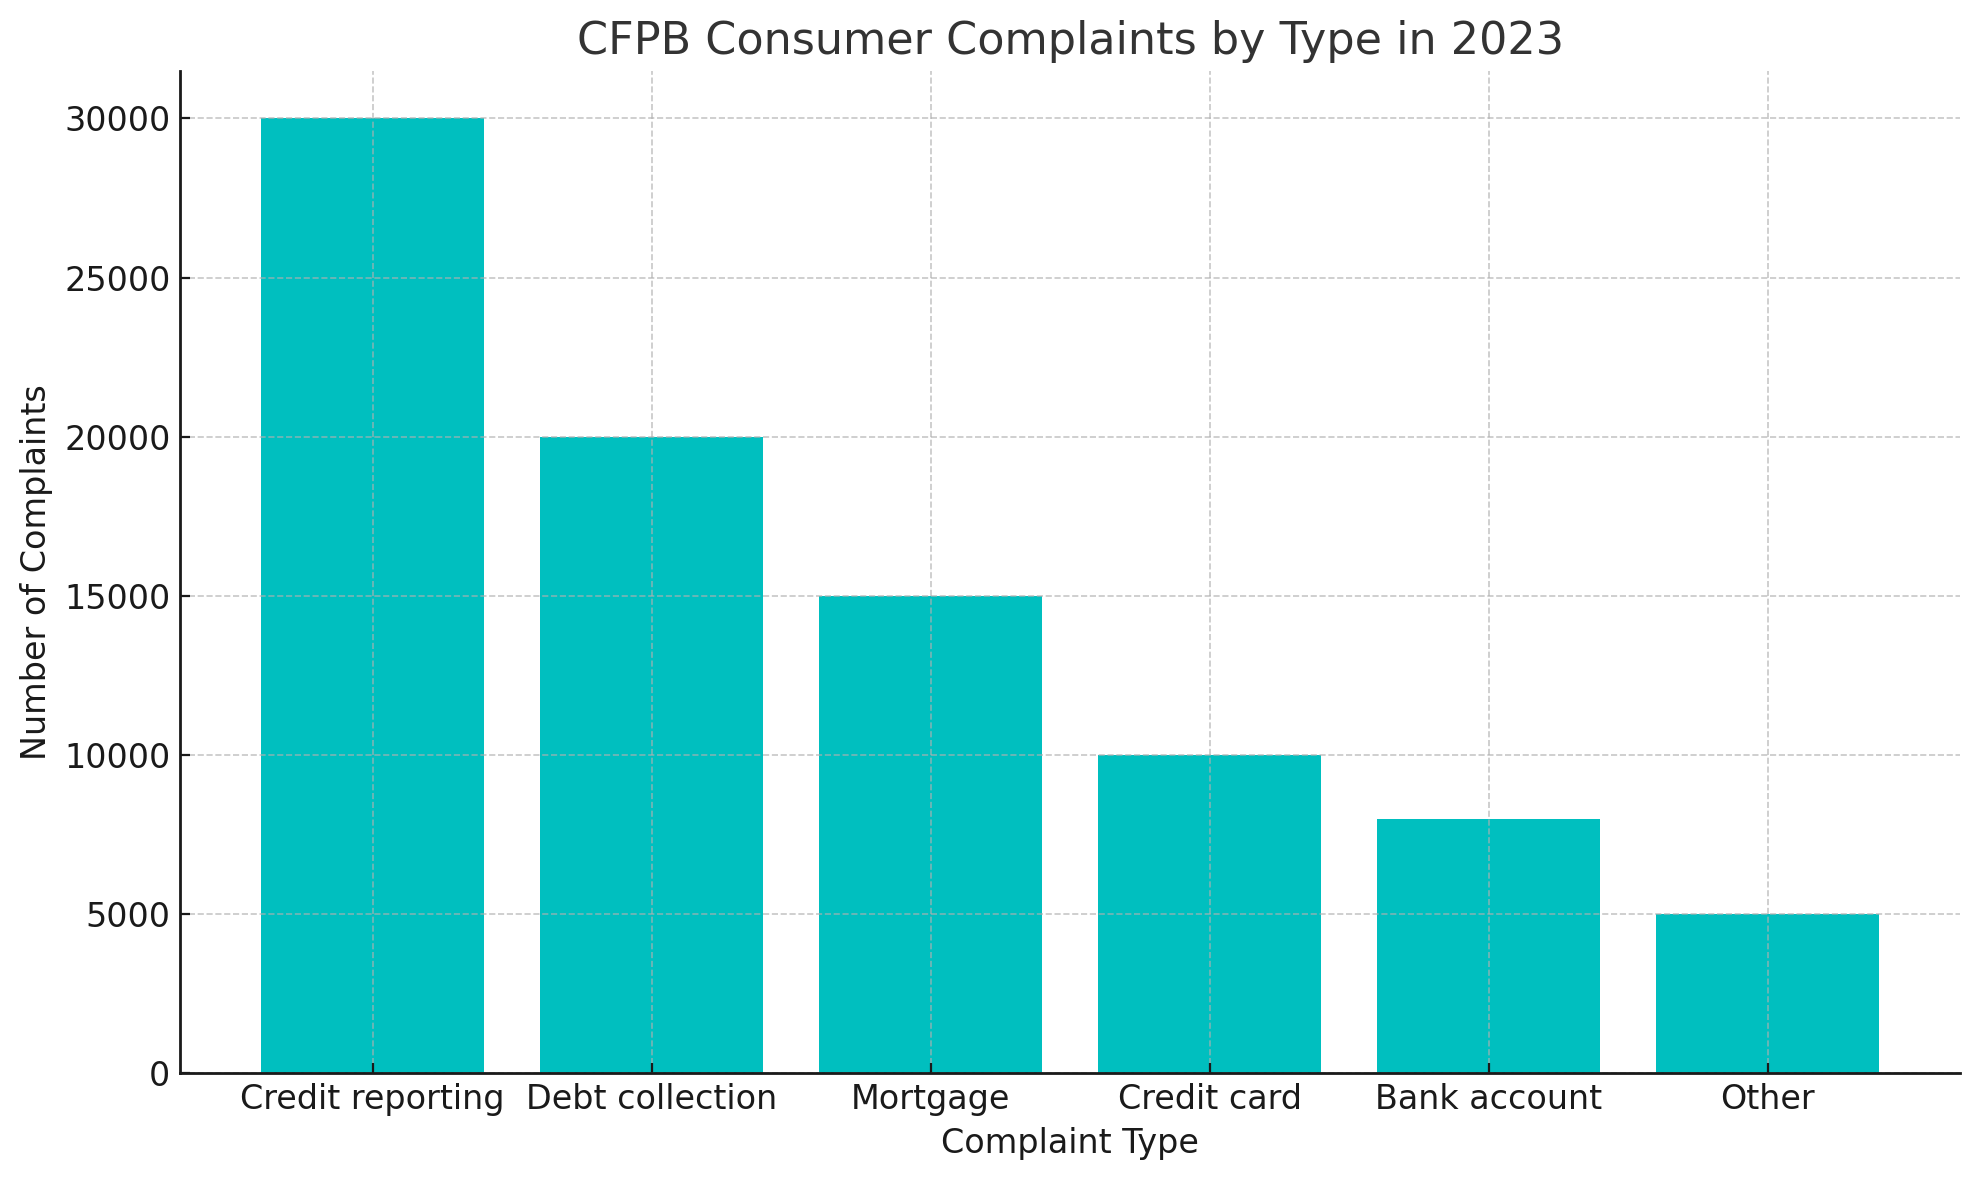 CFPB Consumer Complaints by Type in 2023
Number of Complaints
30000
25000
20000
15000
10000
5000
0
Credit reporting Debt collection Mortgage Credit card Bank account Other
Complaint Type